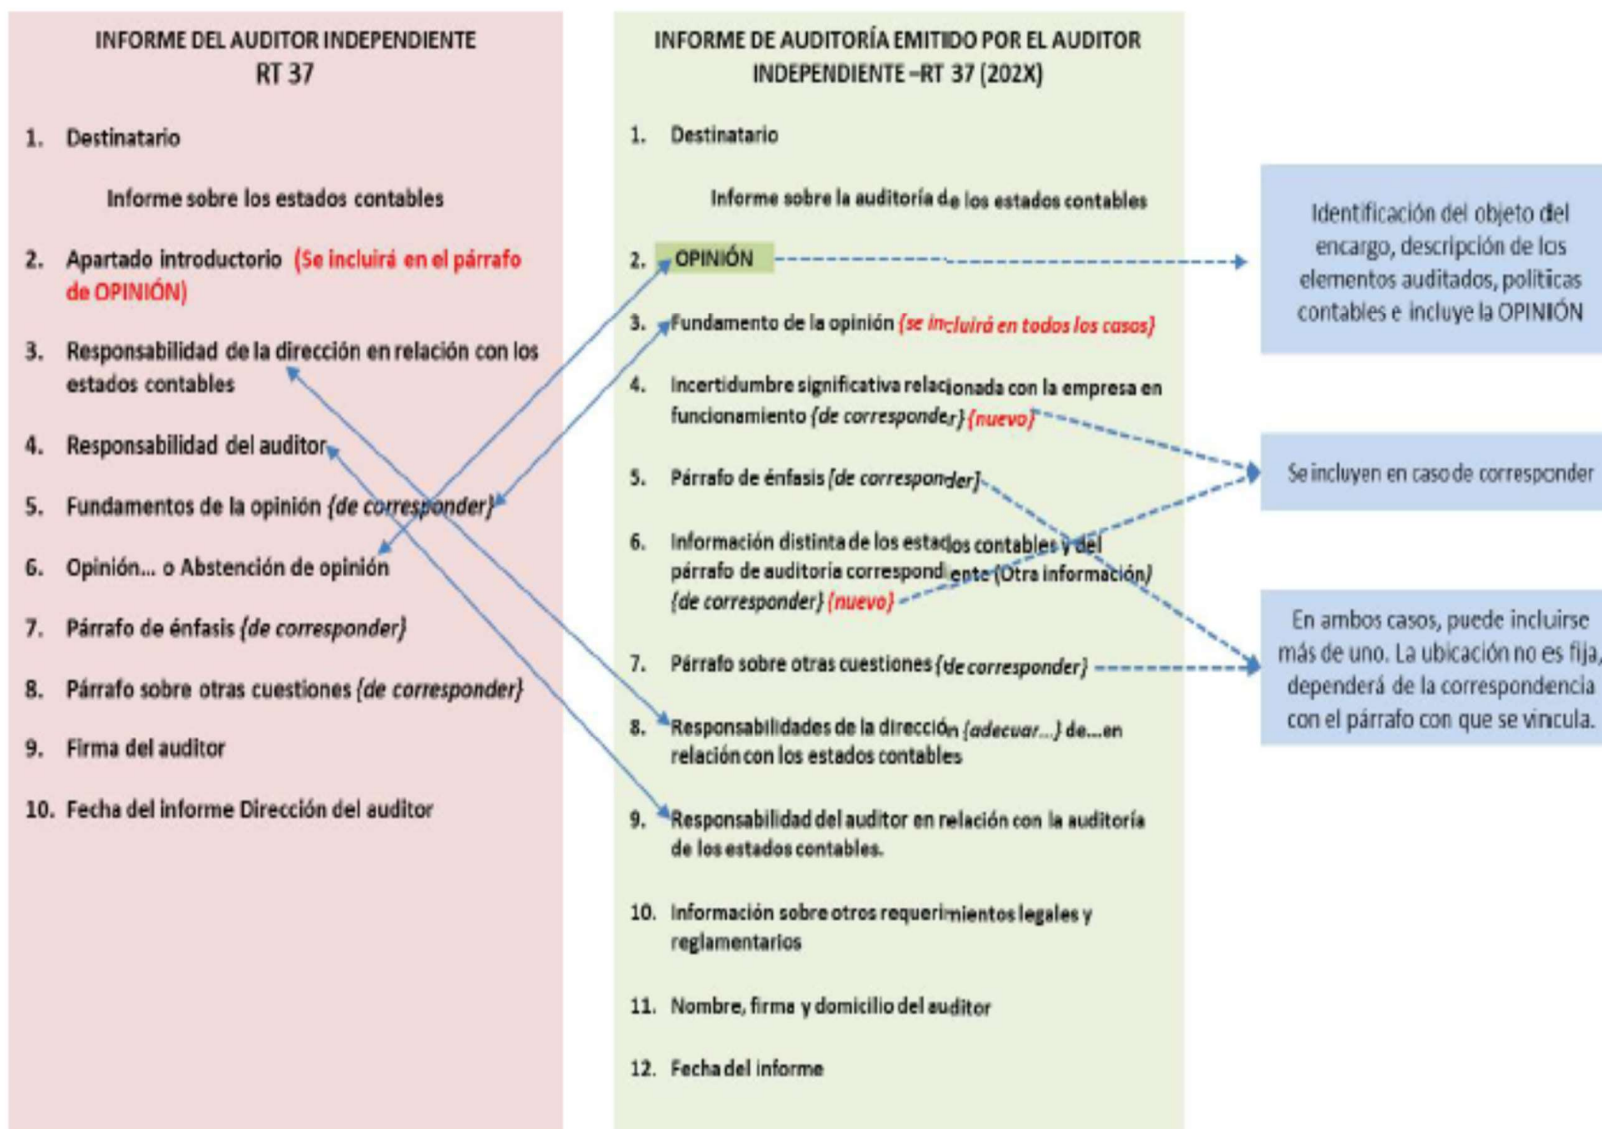 INFORME DEL AUDITOR INDEPENDIENTE
RT 37
1. Destinatario
Informe sobre los estados contables
2. Apartado introductorio (Se incluirá en el párrafo
de OPINIÓN)
3. Responsabilidad de la dirección en relación con los
estados contables
4. Responsabilidad del auditor
5. Fundamentos de la opinión {de corresponder}
6. Opinión... o Abstención de opinión
7. Párrafo de énfasis {de corresponder}
8. Párrafo sobre otras cuestiones {de corresponder}
9. Firma del auditor
10. Fecha del informe Dirección del auditor
INFORME DE AUDITORÍA EMITIDO POR EL AUDITOR
INDEPENDIENTE –RT 37 (202X)
1. Destinatario
Informe sobre la auditoría de los estados contables
2. OPINIÓN
3. Fundamento de la opinión {se incluirá en todos los casos}
4. Incertidumbre significativa relacionada con la empresa en
funcionamiento {de corresponder} {nuevo}
5. Párrafo de énfasis {de corresponder}
6. Información distinta de los estados contables y del
párrafo de auditoría correspondiente (Otra información)
{de corresponder} {nuevo}
7. Párrafo sobre otras cuestiones {de corresponder}
8. Responsabilidades de la dirección {adecuar...} de...en
relación con los estados contables
9. Responsabilidad del auditor en relación con la auditoría
de los estados contables.
10. Información sobre otros requerimientos legales y
reglamentarios
11. Nombre, firma y domicilio del auditor
12. Fecha del informe
Identificación del objeto del
encargo, descripción de los
elementos auditados, políticas
contables e incluye la OPINIÓN
Se incluyen en caso de corresponder
En ambos casos, puede incluirse
más de uno. La ubicación no es fija,
dependerá de la correspondencia
con el párrafo con que se vincula.